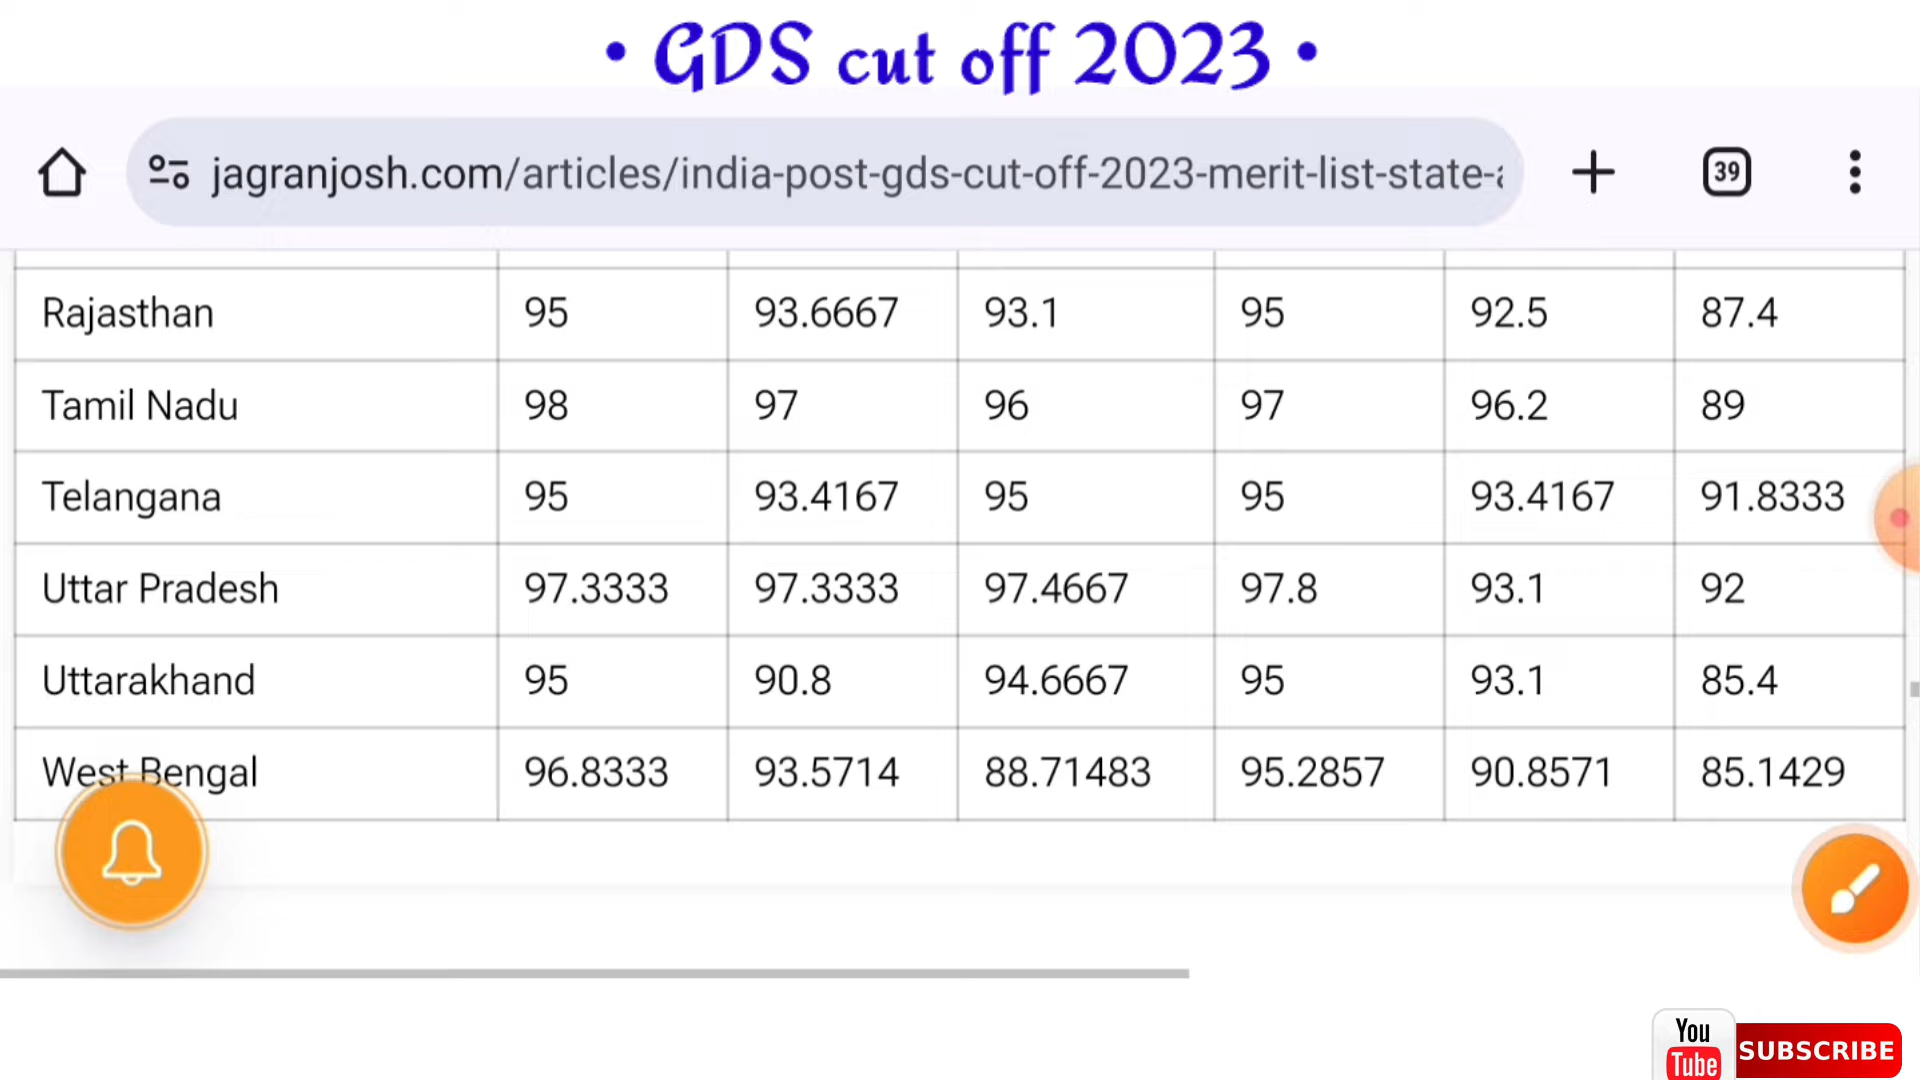 • GDS cut off 2023 •
jagranjosh.com/articles/india-post-gds-cut-off-2023-merit-list-state-
39
Rajasthan 95 93.6667 93.1 95 92.5 87.4
Tamil Nadu 98 97 96 97 96.2 89
Telangana 95 93.4167 95 95 93.4167 91.8333
Uttar Pradesh 97.3333 97.3333 97.4667 97.8 93.1 92
Uttarakhand 95 90.8 94.6667 95 93.1 85.4
West Bengal 96.8333 93.5714 88.71483 95.2857 90.8571 85.1429
You
Tube SUBSCRIBE